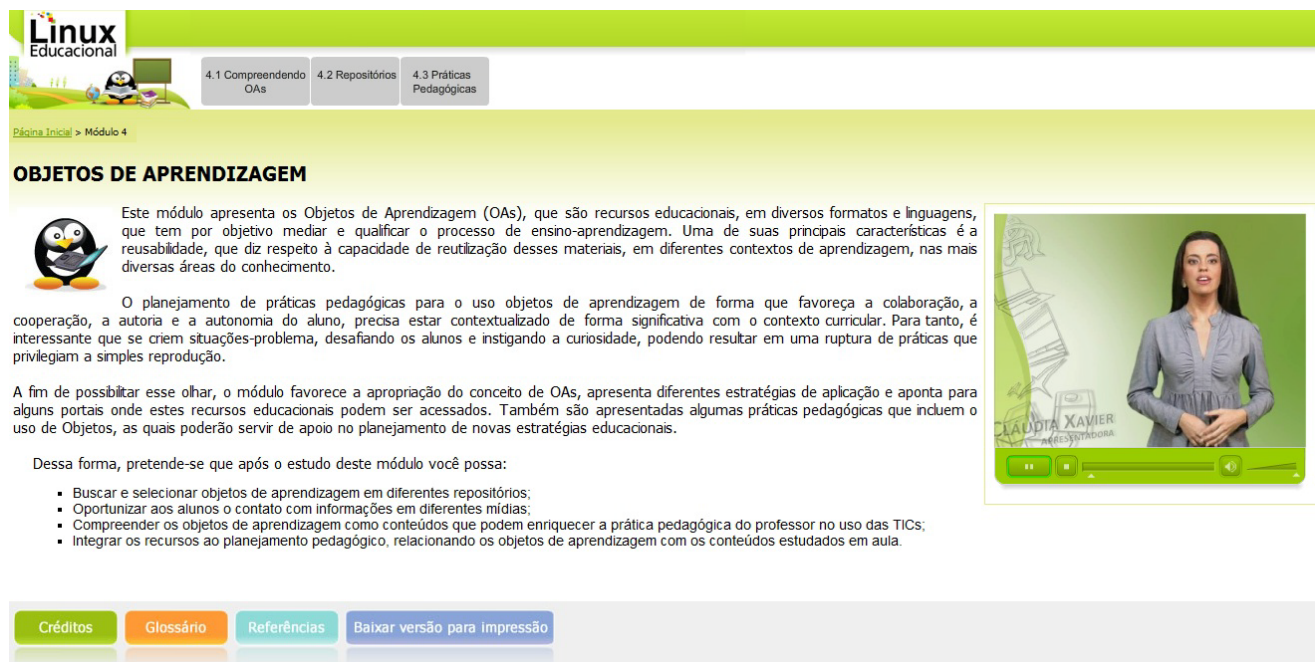 Linux
Educacional
4.1 Compreendendo OAs
4.2 Repositórios
4.3 Práticas Pedagógicas
Página Inicial > Módulo 4
OBJETOS DE APRENDIZAGEM
Este módulo apresenta os Objetos de Aprendizagem (OAs), que são recursos educacionais, em diversos formatos e linguagens,
que tem por objetivo mediar e qualificar o processo de ensino-aprendizagem. Uma de suas principais características é a
reusabilidade, que diz respeito à capacidade de reutilização desses materiais, em diferentes contextos de aprendizagem, nas mais
diversas áreas do conhecimento.
O planejamento de práticas pedagógicas para o uso objetos de aprendizagem de forma que favoreça a colaboração, a
cooperação, a autoria e a autonomia do aluno, precisa estar contextualizado de forma significativa com o contexto curricular. Para tanto, é
interessante que se criem situações-problema, desafiando os alunos e instigando a curiosidade, podendo resultar em uma ruptura de práticas que
privilegiam a simples reprodução.
A fim de possibilitar esse olhar, o módulo favorece a apropriação do conceito de OAs, apresenta diferentes estratégias de aplicação e aponta para
alguns portais onde estes recursos educacionais podem ser acessados. Também são apresentadas algumas práticas pedagógicas que incluem o
uso de Objetos, as quais poderão servir de apoio no planejamento de novas estratégias educacionais.
Dessa forma, pretende-se que após o estudo deste módulo você possa:
▪ Buscar e selecionar objetos de aprendizagem em diferentes repositórios;
▪ Oportunizar aos alunos o contato com informações em diferentes mídias;
▪ Compreender os objetos de aprendizagem como conteúdos que podem enriquecer a prática pedagógica do professor no uso das TICs;
▪ Integrar os recursos ao planejamento pedagógico, relacionando os objetos de aprendizagem com os conteúdos estudados em aula.
CLÁUDIA XAVIER
APRESENTADORA
Créditos
Glossário
Referências
Baixar versão para impressão